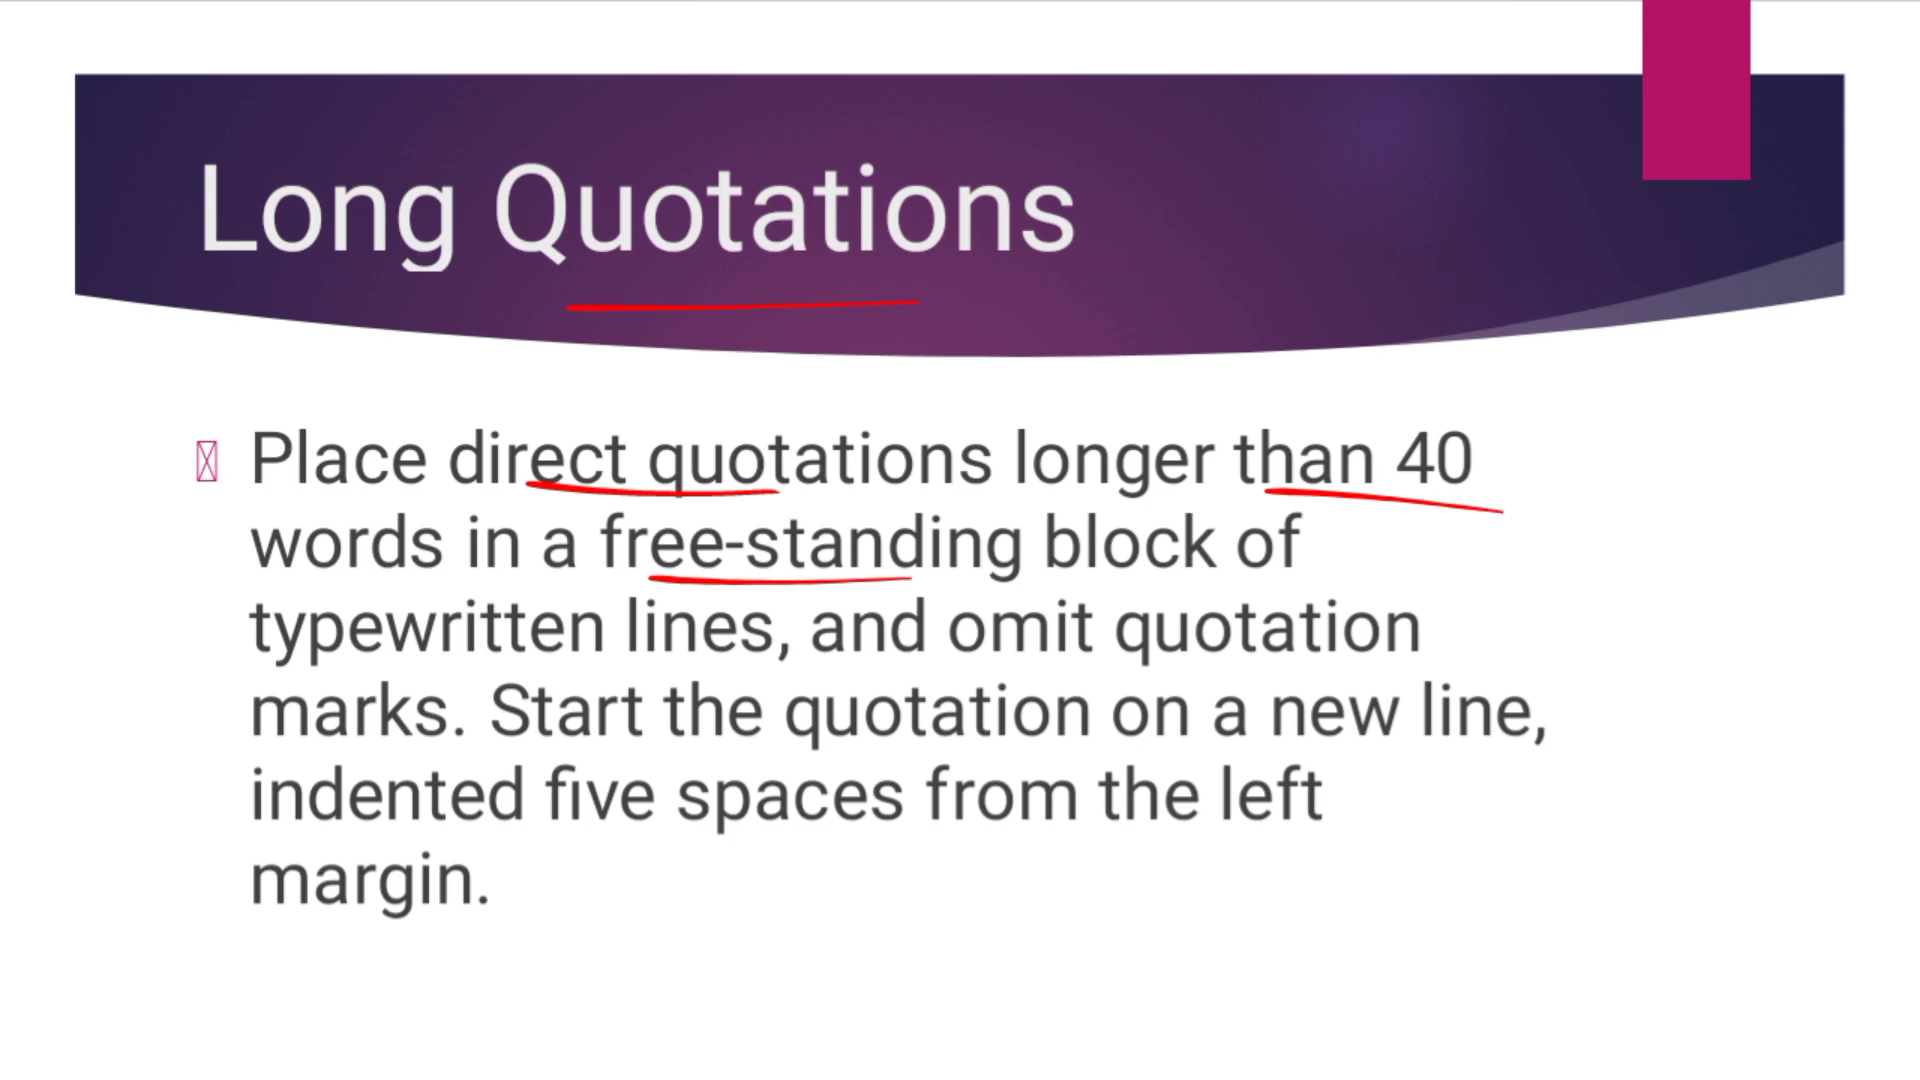 Long Quotations
Place direct quotations longer than 40
words in a free-standing block of
typewritten lines, and omit quotation
marks. Start the quotation on a new line,
indented five spaces from the left
margin.